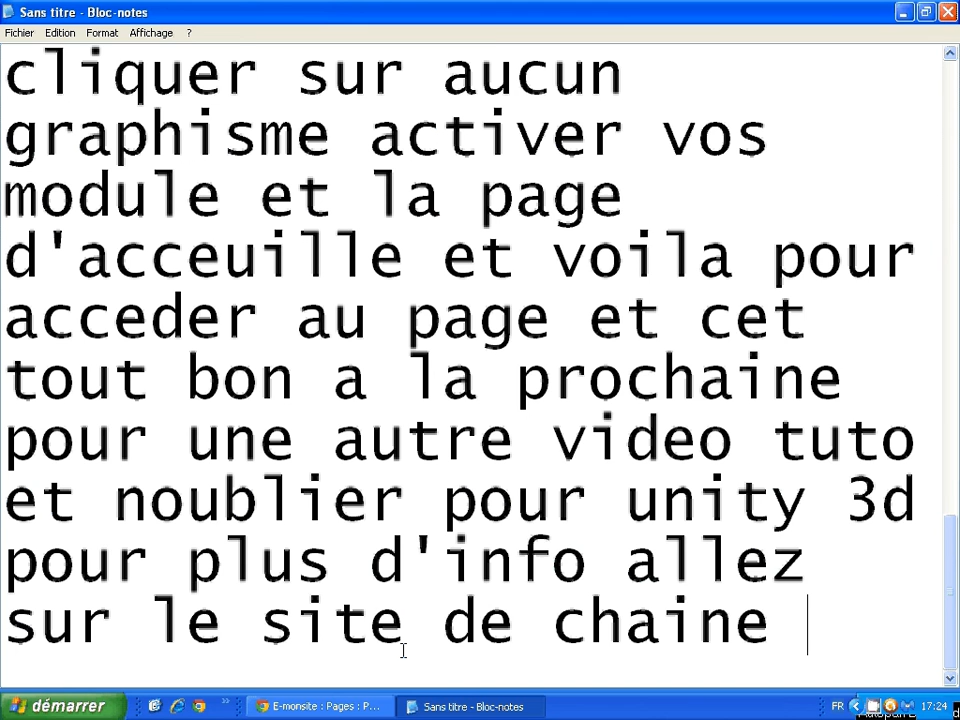 Sans titre - Bloc-notes
Fichier Edition Format Affichage ?
cliquer sur aucun
graphisme activer vos
module et la page
d'acceuille et voila pour
acceder au page et cet
tout bon a la prochaine
pour une autre video tuto
et noublier pour unity 3d
pour plus d'info allez
sur le site de chaine
démarrer E-monsite : Pages : P... Sans titre - Bloc-notes FR 17:24